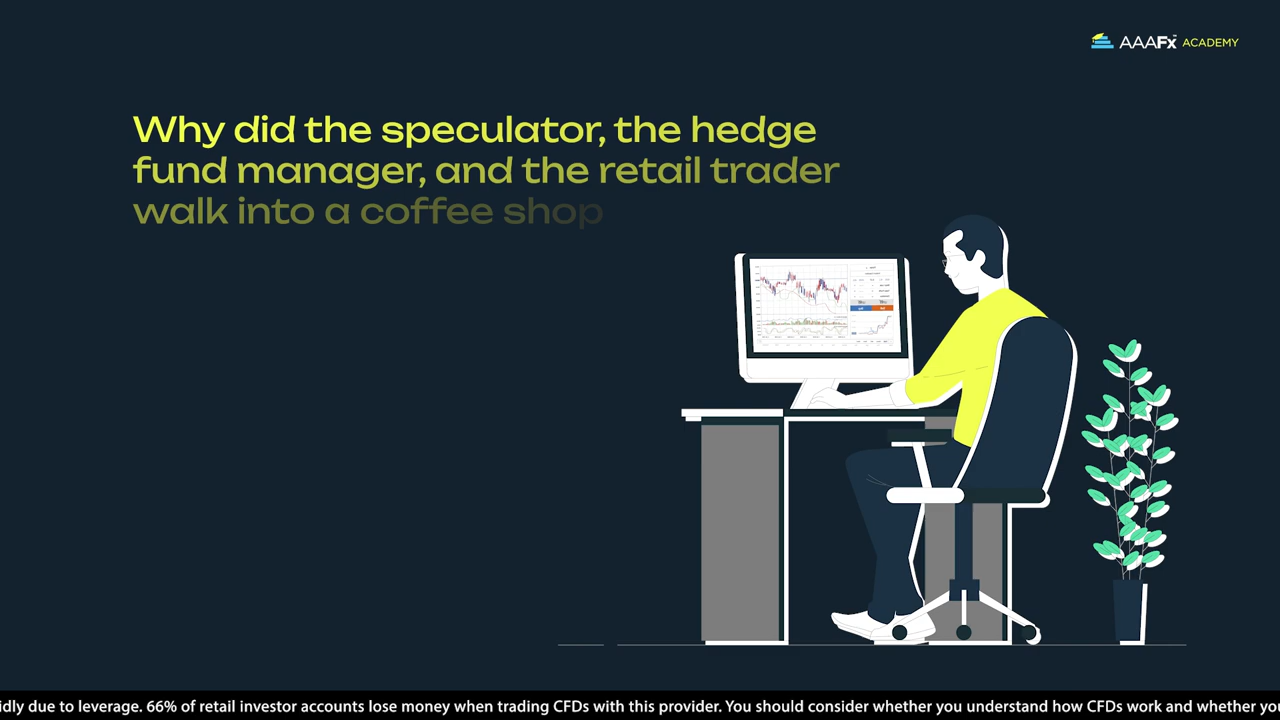 AAAFx ACADEMY
Why did the speculator, the hedge
fund manager, and the retail trader
walk into a coffee shop
idly due to leverage. 66% of retail investor accounts lose money when trading CFDs with this provider. You should consider whether you understand how CFDs work and whether you